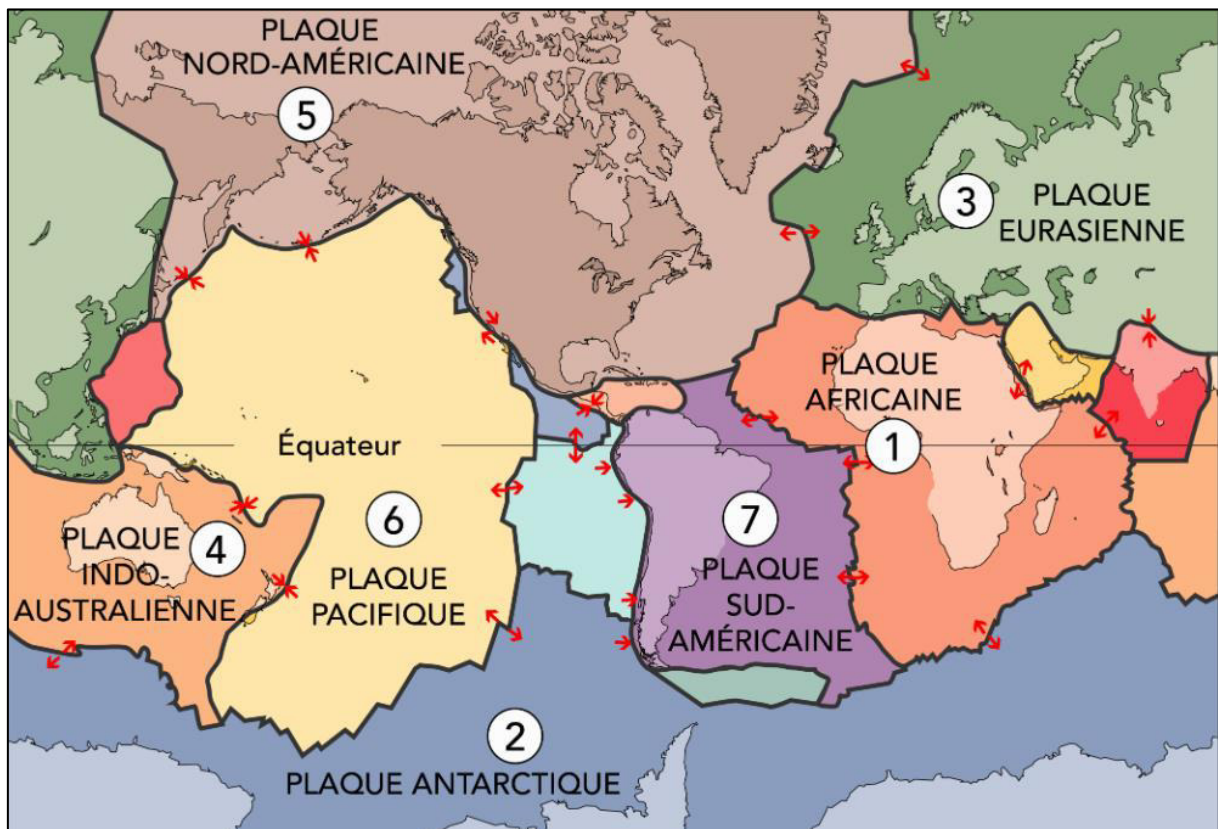 PLAQUE
NORD-AMÉRICAINE
5
3
PLAQUE
EURASIENNE
PLAQUE
AFRICAINE
1
Équateur
PLAQUE
INDO-
AUSTRALIENNE
4
6
PLAQUE
PACIFIQUE
7
PLAQUE
SUD-
AMÉRICAINE
2
PLAQUE ANTARCTIQUE